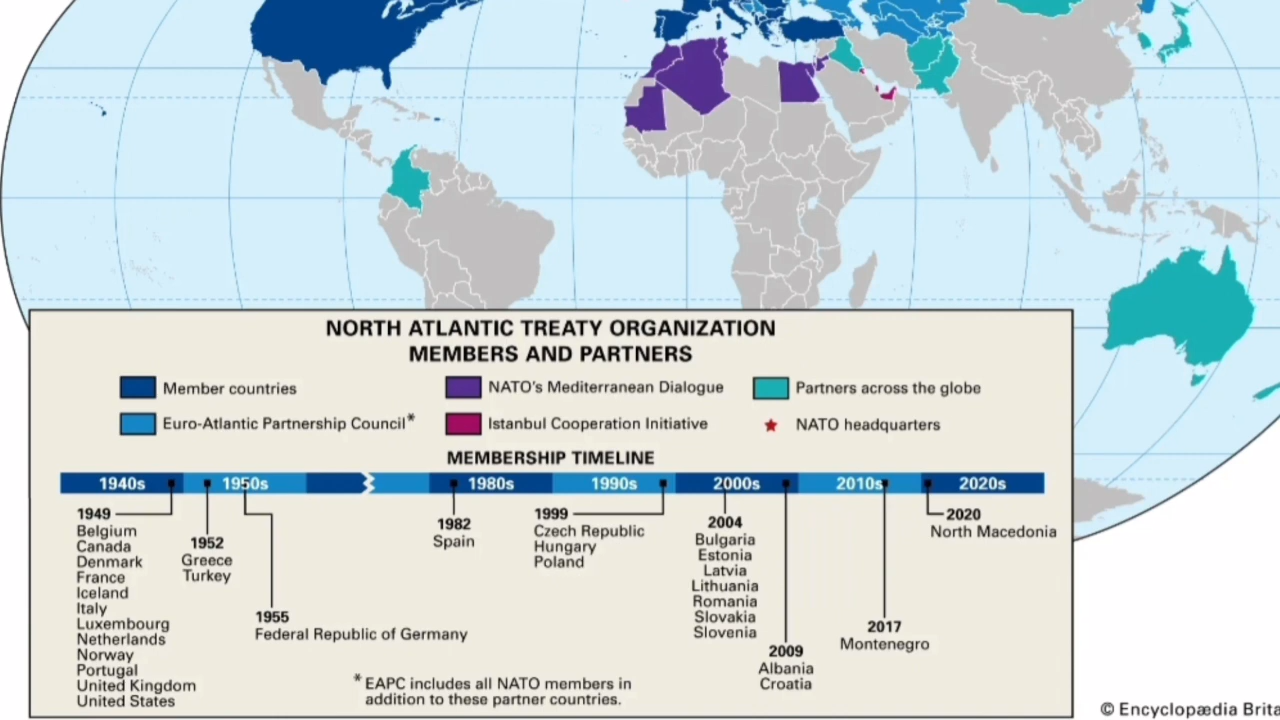 NORTH ATLANTIC TREATY ORGANIZATION
MEMBERS AND PARTNERS
Member countries
NATO's Mediterranean Dialogue
Partners across the globe
Euro-Atlantic Partnership Council*
Istanbul Cooperation Initiative
NATO headquarters
MEMBERSHIP TIMELINE
1940s
1950s
1980s
1990s
2000s
2010s
2020s
1949
Belgium
Canada
Denmark
France
Iceland
Italy
Luxembourg
Netherlands
Norway
Portugal
United Kingdom
United States
1952
Greece
Turkey
1955
Federal Republic of Germany
1982
Spain
1999
Czech Republic
Hungary
Poland
2004
Bulgaria
Estonia
Latvia
Lithuania
Romania
Slovakia
Slovenia
2009
Albania
Croatia
2017
Montenegro
2020
North Macedonia
*EAPC includes all NATO members in
addition to these partner countries.
© Encyclopædia Brita